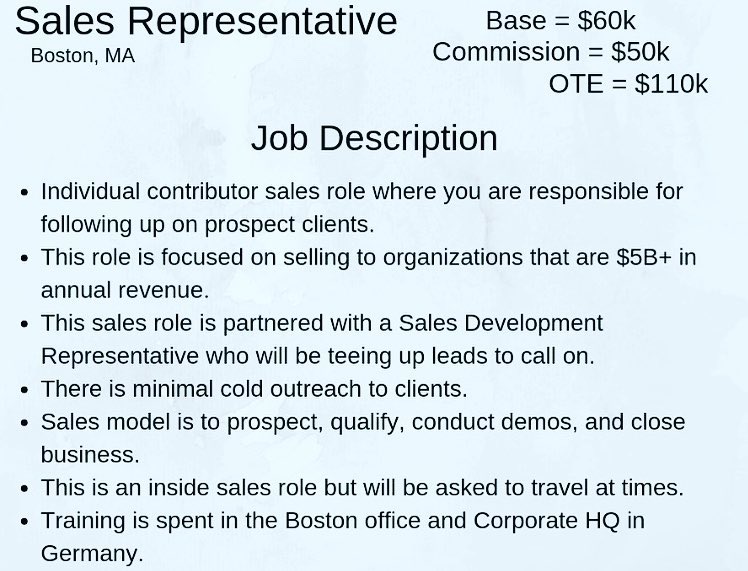 Sales Representative
Boston, MA
Base = $60k
Commission = $50k
OTE = $110k
Job Description
• Individual contributor sales role where you are responsible for
following up on prospect clients.
• This role is focused on selling to organizations that are $5B+ in
annual revenue.
• This sales role is partnered with a Sales Development
Representative who will be teeing up leads to call on.
• There is minimal cold outreach to clients.
• Sales model is to prospect, qualify, conduct demos, and close
business.
• This is an inside sales role but will be asked to travel at times.
• Training is spent in the Boston office and Corporate HQ in
Germany.